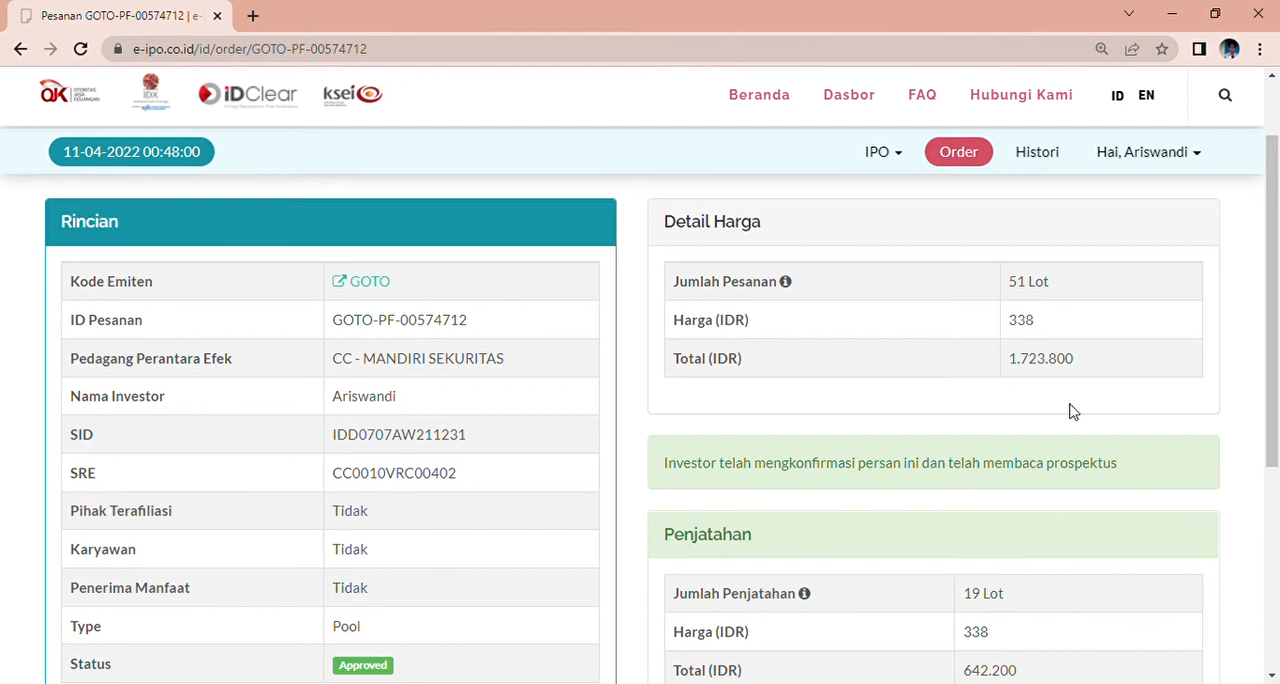 Pesanan GOTO-PF-00574712 | e-
e-ipo.co.id/id/order/GOTO-PF-00574712
OTORITAS JASA KEUANGAN
IDX
iDClear
ksei
Beranda
Dasbor
FAQ
Hubungi Kami
ID
EN
11-04-2022 00:48:00
IPO
Order
Histori
Hai, Ariswandi
Rincian
Kode Emiten GOTO
ID Pesanan GOTO-PF-00574712
Pedagang Perantara Efek CC - MANDIRI SEKURITAS
Nama Investor Ariswandi
SID IDD0707AW211231
SRE CC0010VRC00402
Pihak Terafiliasi Tidak
Karyawan Tidak
Penerima Manfaat Tidak
Type Pool
Status Approved
Detail Harga
Jumlah Pesanan 51 Lot
Harga (IDR) 338
Total (IDR) 1.723.800
Investor telah mengkonfirmasi persan ini dan telah membaca prospektus
Penjatahan
Jumlah Penjatahan 19 Lot
Harga (IDR) 338
Total (IDR) 642.200